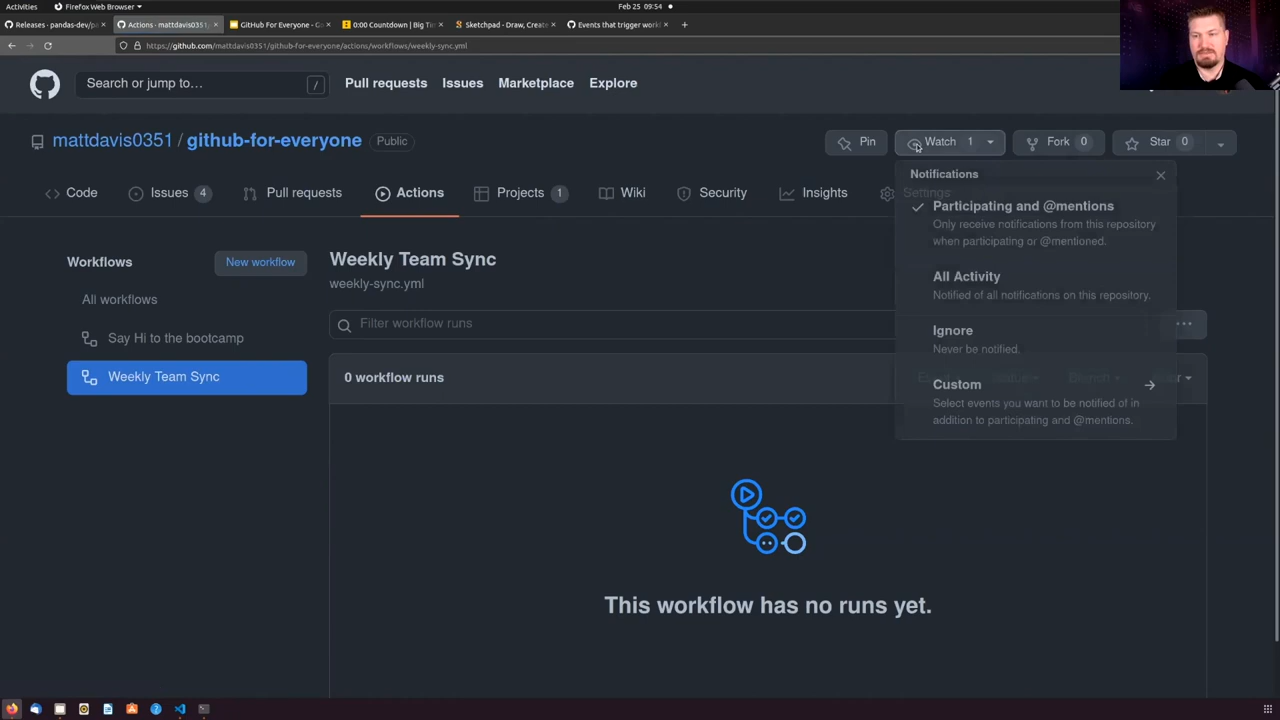 Activities
Firefox Web Browser
Feb 25 09:54
Releases · pandas-dev/pa
Actions · mattdavis0351/
GitHub For Everyone - Go
0:00 Countdown | Big Ti
Sketchpad - Draw, Create
Events that trigger workf
https://github.com/mattdavis0351/github-for-everyone/actions/workflows/weekly-sync.yml
Search or jump to…
/
Pull requests
Issues
Marketplace
Explore
mattdavis0351 / github-for-everyone
Public
Pin
Watch 1
Fork 0
Star 0
Code
Issues 4
Pull requests
Actions
Projects 1
Wiki
Security
Insights
Settings
Notifications
Participating and @mentions
Only receive notifications from this repository
when participating or @mentioned.
All Activity
Notified of all notifications on this repository.
Ignore
Never be notified.
Custom
Select events you want to be notified of in
addition to participating and @mentions.
Workflows
New workflow
All workflows
Say Hi to the bootcamp
Weekly Team Sync
Weekly Team Sync
weekly-sync.yml
Filter workflow runs
0 workflow runs
This workflow has no runs yet.